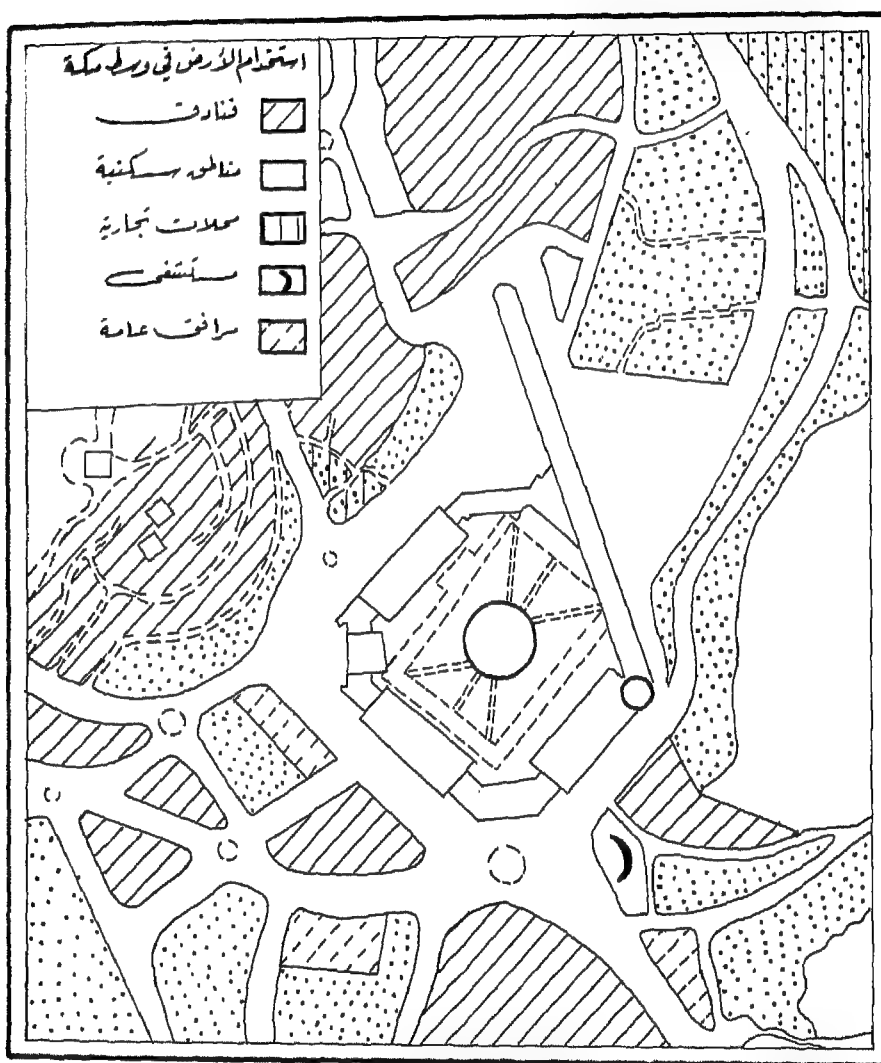 استخدام الأرض في وسط مكة
فنادق
مناطق سكنية
محلات تجارية
مستشفى
مرافق عامة